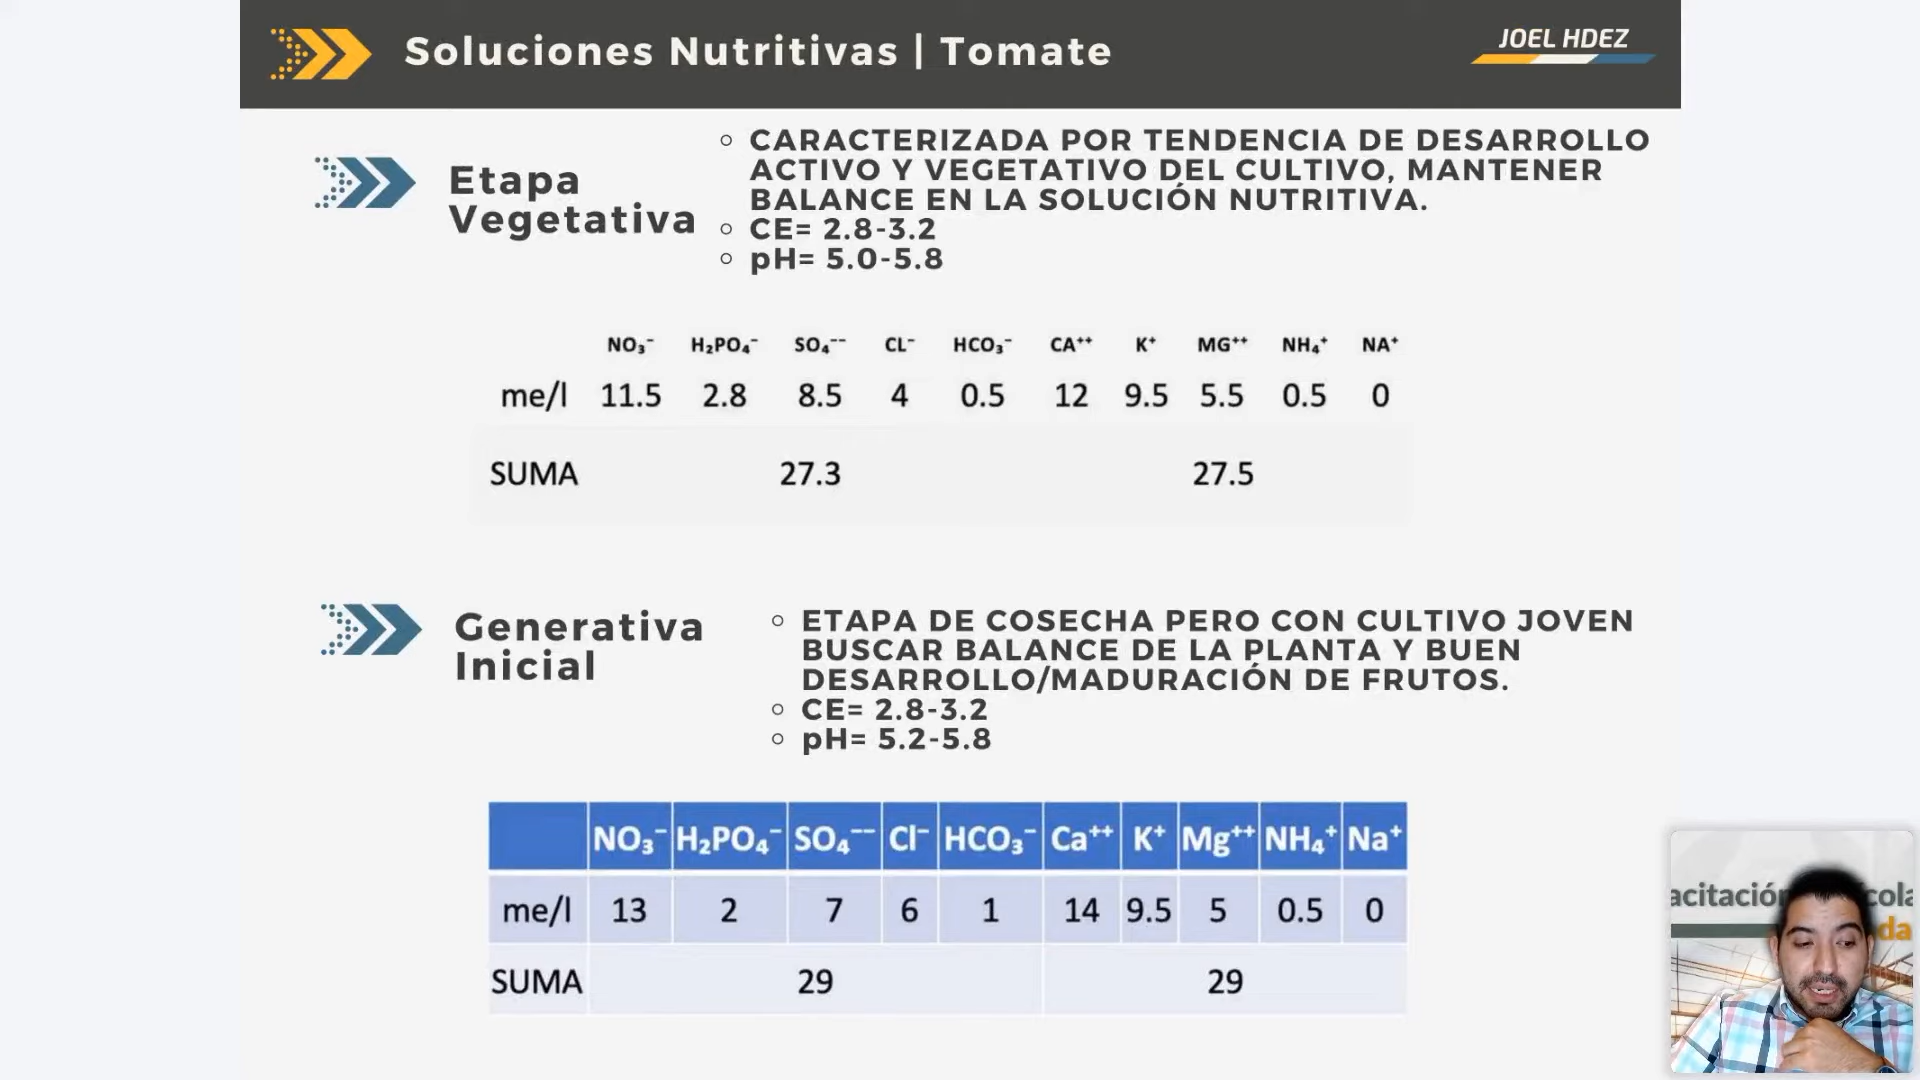 Soluciones Nutritivas | Tomate
JOEL HDEZ
Etapa
Vegetativa
CARACTERIZADA POR TENDENCIA DE DESARROLLO
ACTIVO Y VEGETATIVO DEL CULTIVO, MANTENER
BALANCE EN LA SOLUCIÓN NUTRITIVA.
CE= 2.8-3.2
pH= 5.0-5.8
NO₃⁻ H₂PO₄⁻ SO₄⁻⁻ CL⁻ HCO₃⁻ CA⁺⁺ K⁺ MG⁺⁺ NH₄⁺ NA⁺
me/l 11.5 2.8 8.5 4 0.5 12 9.5 5.5 0.5 0
SUMA 27.3 27.5
Generativa
Inicial
ETAPA DE COSECHA PERO CON CULTIVO JOVEN
BUSCAR BALANCE DE LA PLANTA Y BUEN
DESARROLLO/MADURACIÓN DE FRUTOS.
CE= 2.8-3.2
pH= 5.2-5.8
NO₃⁻ H₂PO₄⁻ SO₄⁻⁻ Cl⁻ HCO₃⁻ Ca⁺⁺ K⁺ Mg⁺⁺ NH₄⁺ Na⁺
me/l 13 2 7 6 1 14 9.5 5 0.5 0
SUMA 29 29